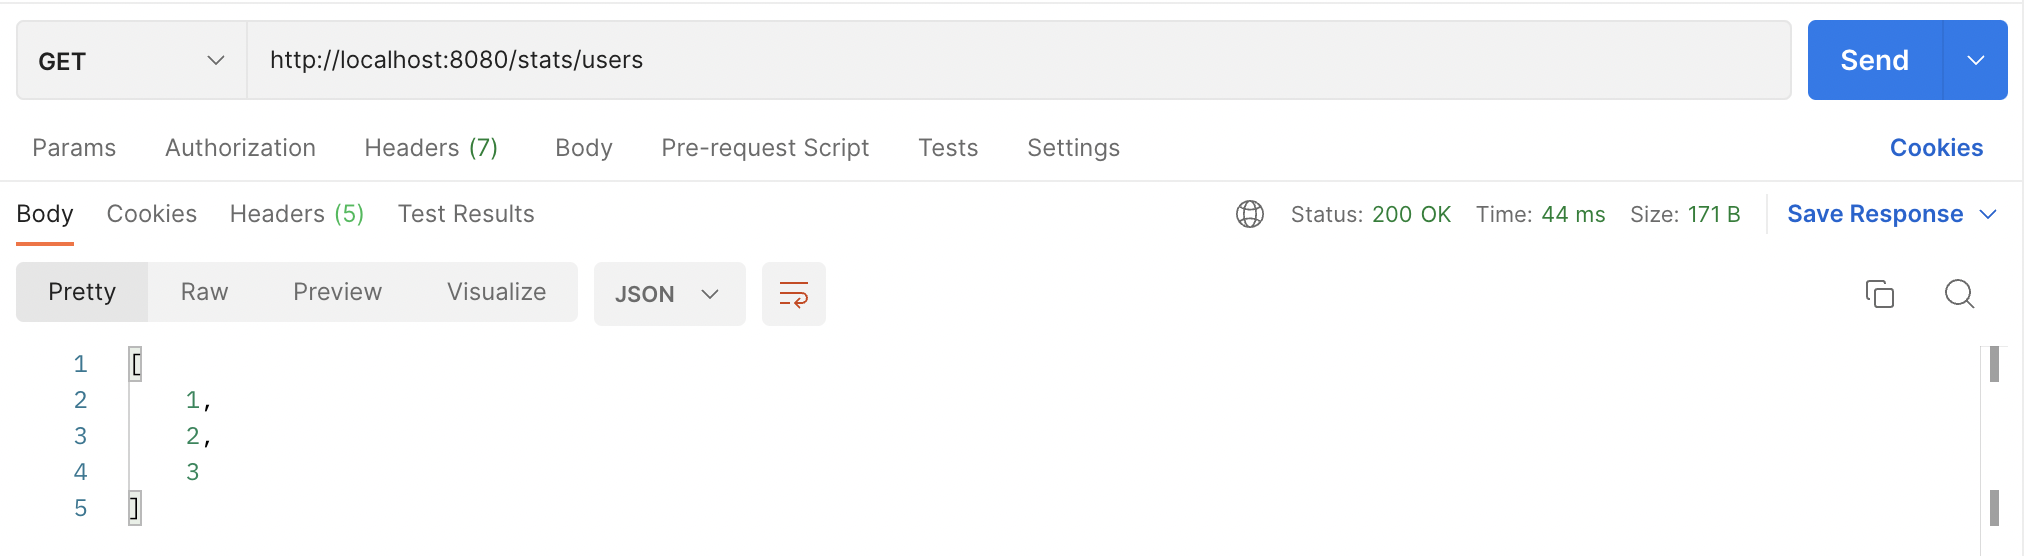 GET http://localhost:8080/stats/users Send
Params Authorization Headers (7) Body Pre-request Script Tests Settings Cookies
Body Cookies Headers (5) Test Results Status: 200 OK Time: 44 ms Size: 171 B Save Response
Pretty Raw Preview Visualize JSON
1 [
2 1,
3 2,
4 3
5 ]